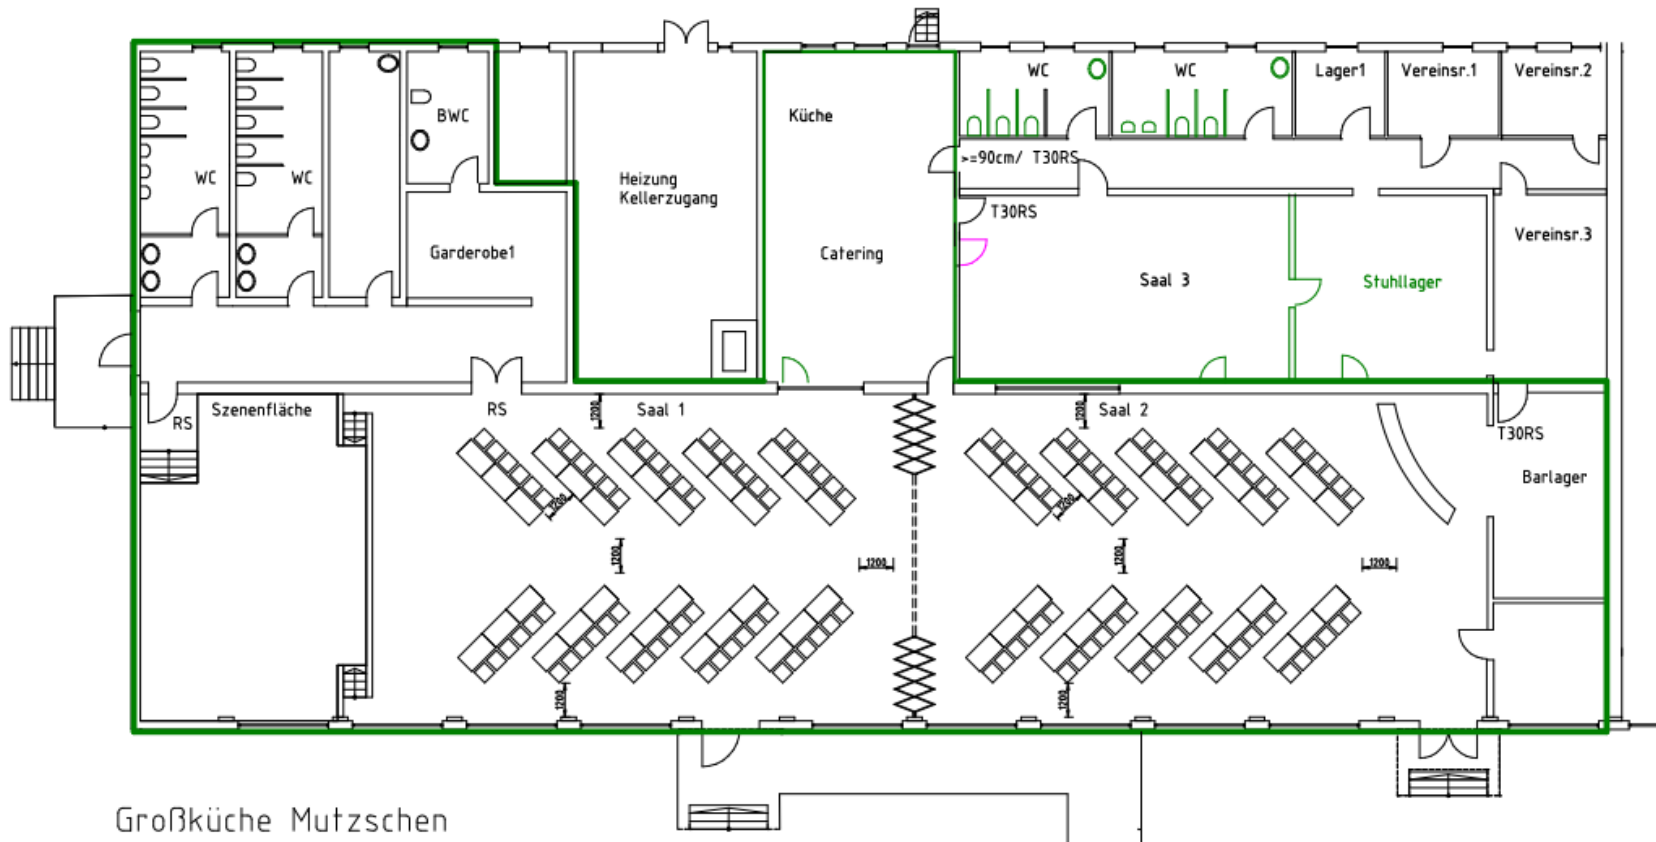 WC
WC
Lager1
Vereinsr.1
Vereinsr.2
Küche
BWC
>=90cm/ T30RS
WC
WC
Heizung
Kellerzugang
T30RS
Vereinsr.3
Garderobe1
Catering
Saal 3
Stuhllager
Szenenfläche
RS
RS
Saal 1
1200
1200
Saal 2
T30RS
Barlager
1200
1200
1200
1200
1200
1200
1200
1200
Großküche Mutzschen